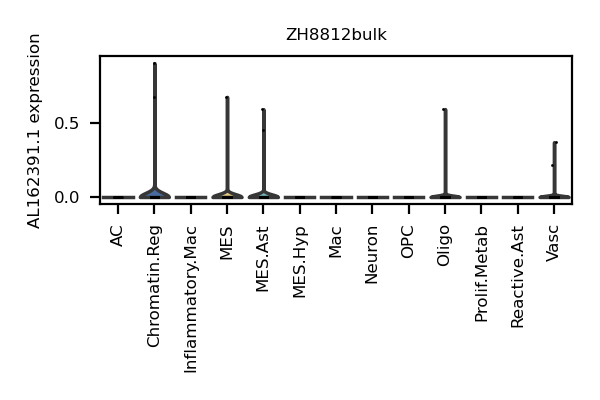 ZH8812bulk
AL162391.1 expression
0.5
0.0
AC
Chromatin.Reg
Inflammatory.Mac
MES
MES.Ast
MES.Hyp
Mac
Neuron
OPC
Oligo
Prolif.Metab
Reactive.Ast
Vasc